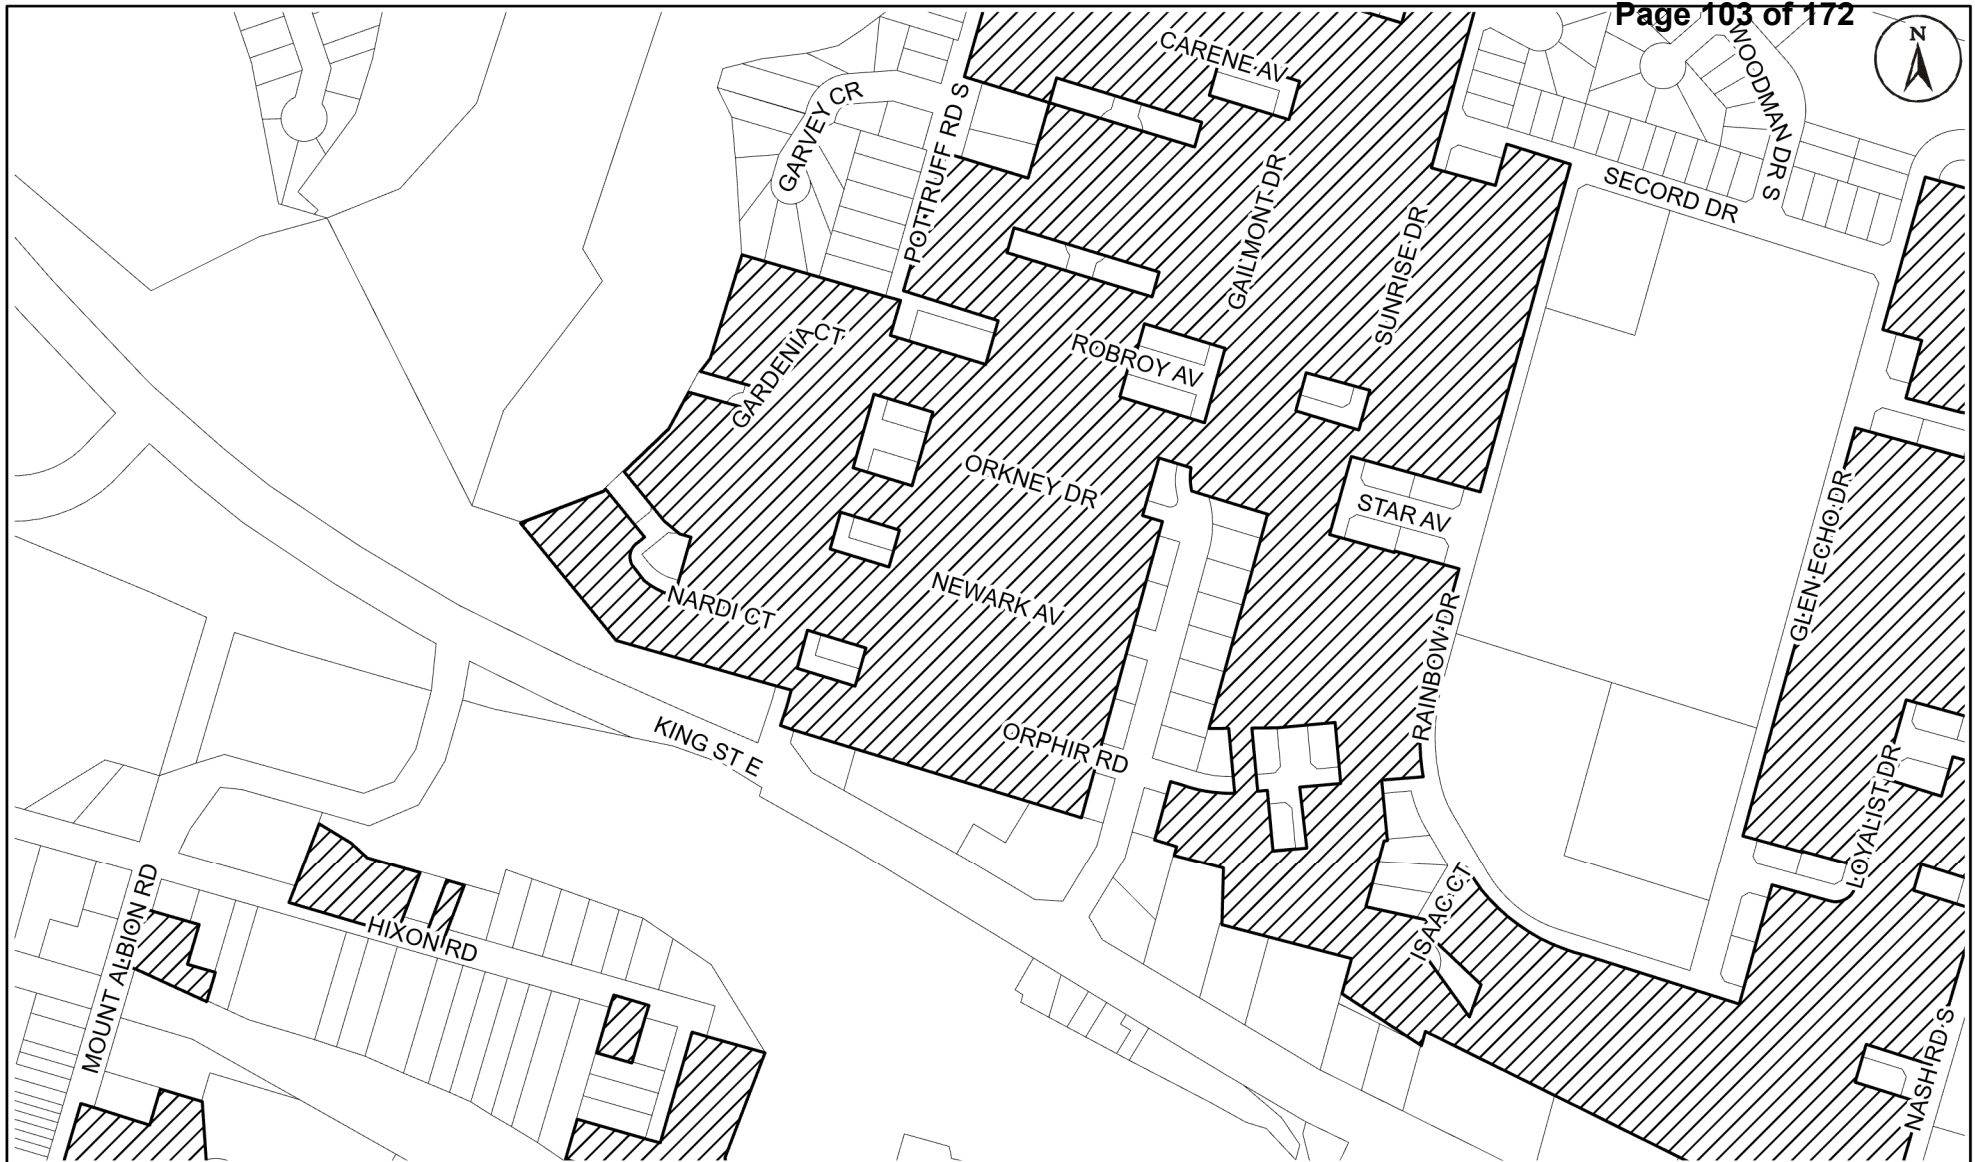 Page 103 of 172
N
CARENE AV
WOODMAN DR S
GARVEY CR
POTTRUFF RD S
SECORD DR
GAILMONT DR
SUNRISE DR
GARDENIA CT
ROBROY AV
ORKNEY DR
STAR AV
GLEN ECHO DR
NARDI CT
NEWARK AV
RAINBOW DR
KING ST E
ORPHIR RD
LOYALIST DR
MOUNT ALBION RD
HIXON RD
ISAAC CT
NASH RD S